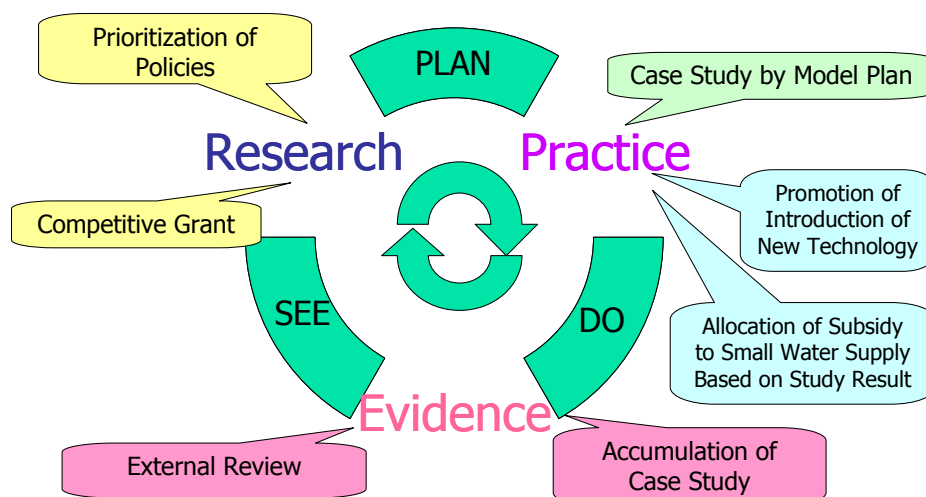 Prioritization of
Policies
PLAN
Case Study by Model Plan
Research
Practice
Competitive Grant
Promotion of
Introduction of
New Technology
SEE
DO
Allocation of Subsidy
to Small Water Supply
Based on Study Result
Evidence
External Review
Accumulation of
Case Study